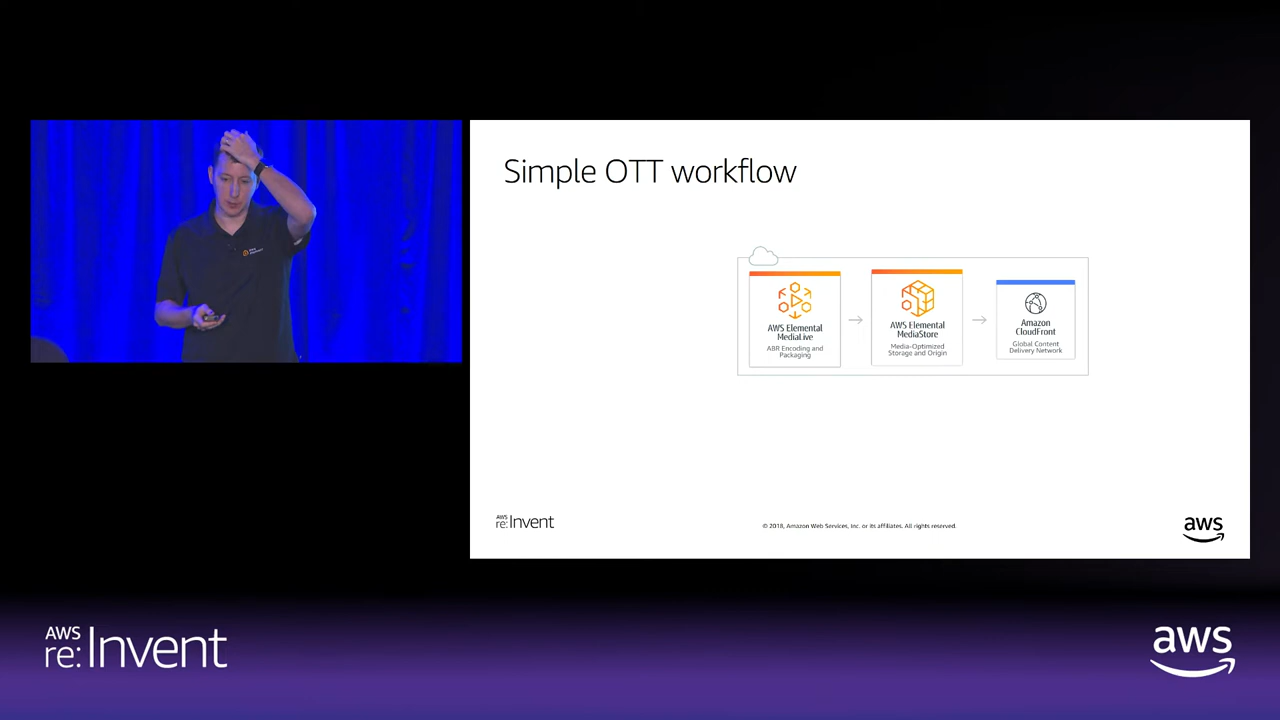 Simple OTT workflow
AWS Elemental
MediaLive
ABR Encoding and
Packaging
AWS Elemental
MediaStore
Media-Optimized
Storage and Origin
Amazon
CloudFront
Global Content
Delivery Network
AWS
re:Invent
© 2018, Amazon Web Services, Inc. or its affiliates. All rights reserved.
aws
AWS
re:Invent
aws